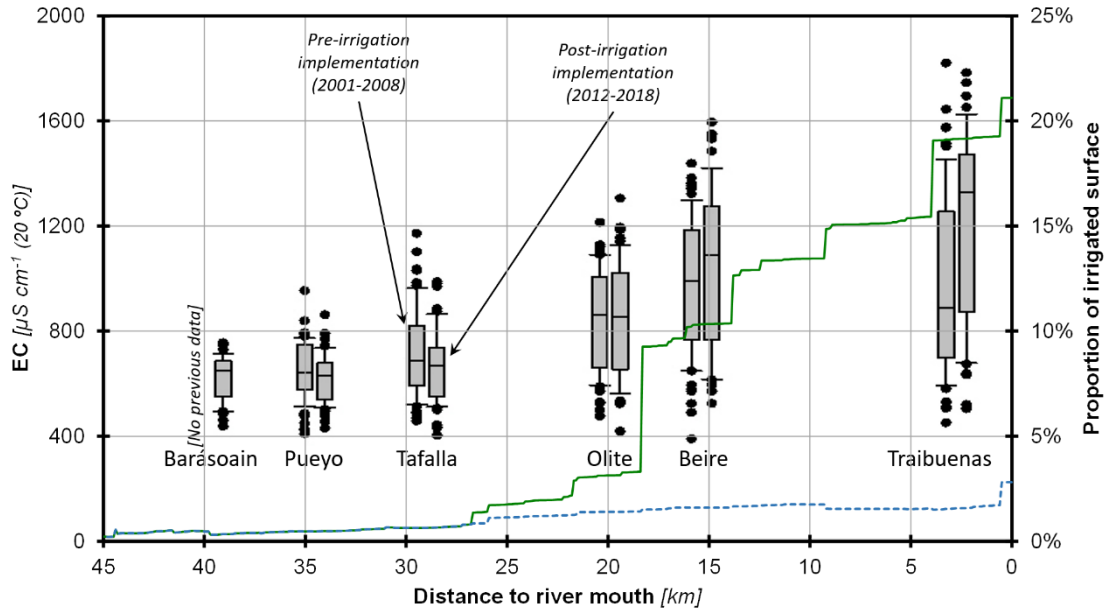 2000
1600
1200
800
400
0
EC [µS cm⁻¹ (20 ºC)]
Pre-irrigation
implementation
(2001-2008)
Post-irrigation
implementation
(2012-2018)
[No previous data]
Barásoain
Pueyo
Tafalla
Olite
Beire
Traibuenas
25%
20%
15%
10%
5%
0%
Proportion of irrigated surface
45 40 35 30 25 20 15 10 5 0
Distance to river mouth [km]